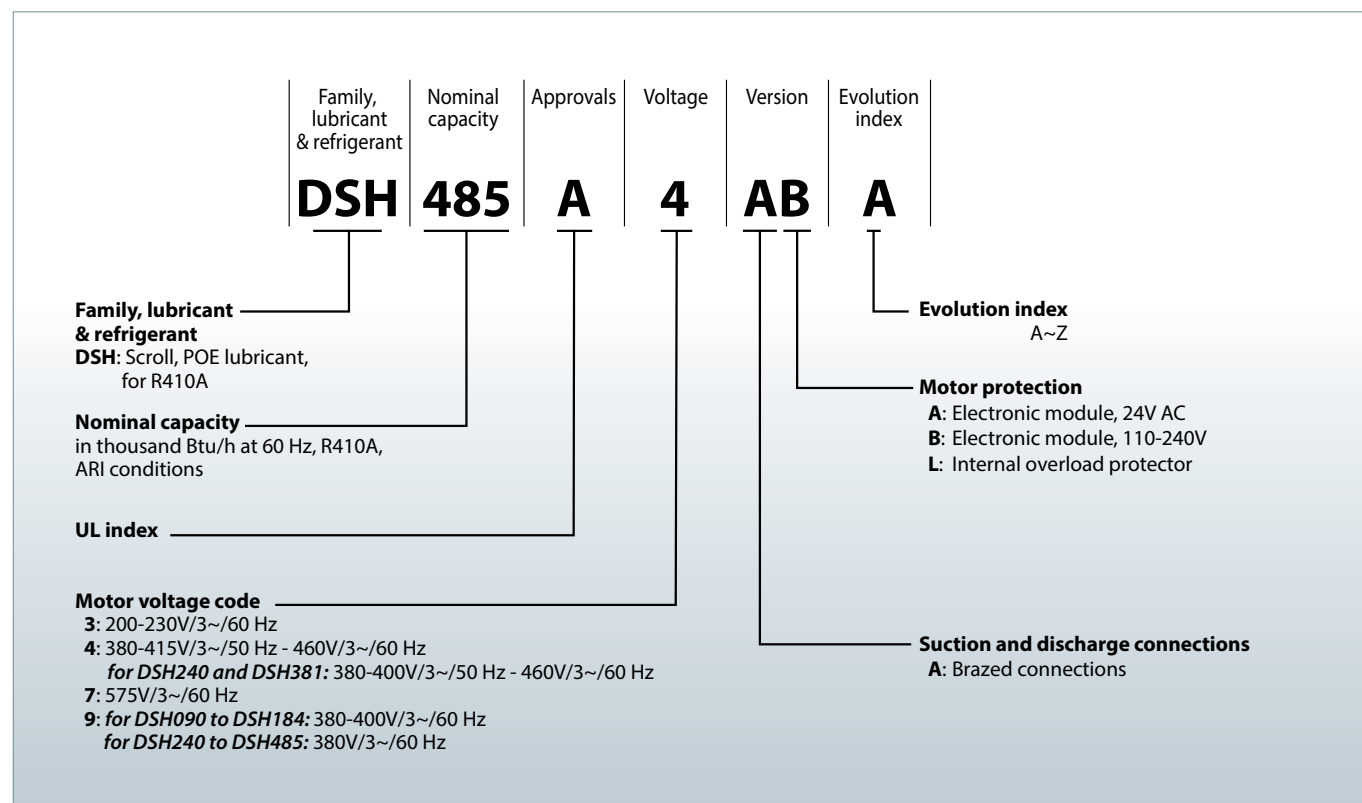 Family,
lubricant
& refrigerant
Nominal
capacity
Approvals
Voltage
Version
Evolution
index
DSH 485 A 4 AB A
Family, lubricant
& refrigerant
DSH: Scroll, POE lubricant,
for R410A
Nominal capacity
in thousand Btu/h at 60 Hz, R410A,
ARI conditions
UL index
Motor voltage code
3: 200-230V/3~/60 Hz
4: 380-415V/3~/50 Hz - 460V/3~/60 Hz
for DSH240 and DSH381: 380-400V/3~/50 Hz - 460V/3~/60 Hz
7: 575V/3~/60 Hz
9: for DSH090 to DSH184: 380-400V/3~/60 Hz
for DSH240 to DSH485: 380V/3~/60 Hz
Evolution index
A~Z
Motor protection
A: Electronic module, 24V AC
B: Electronic module, 110-240V
L: Internal overload protector
Suction and discharge connections
A: Brazed connections